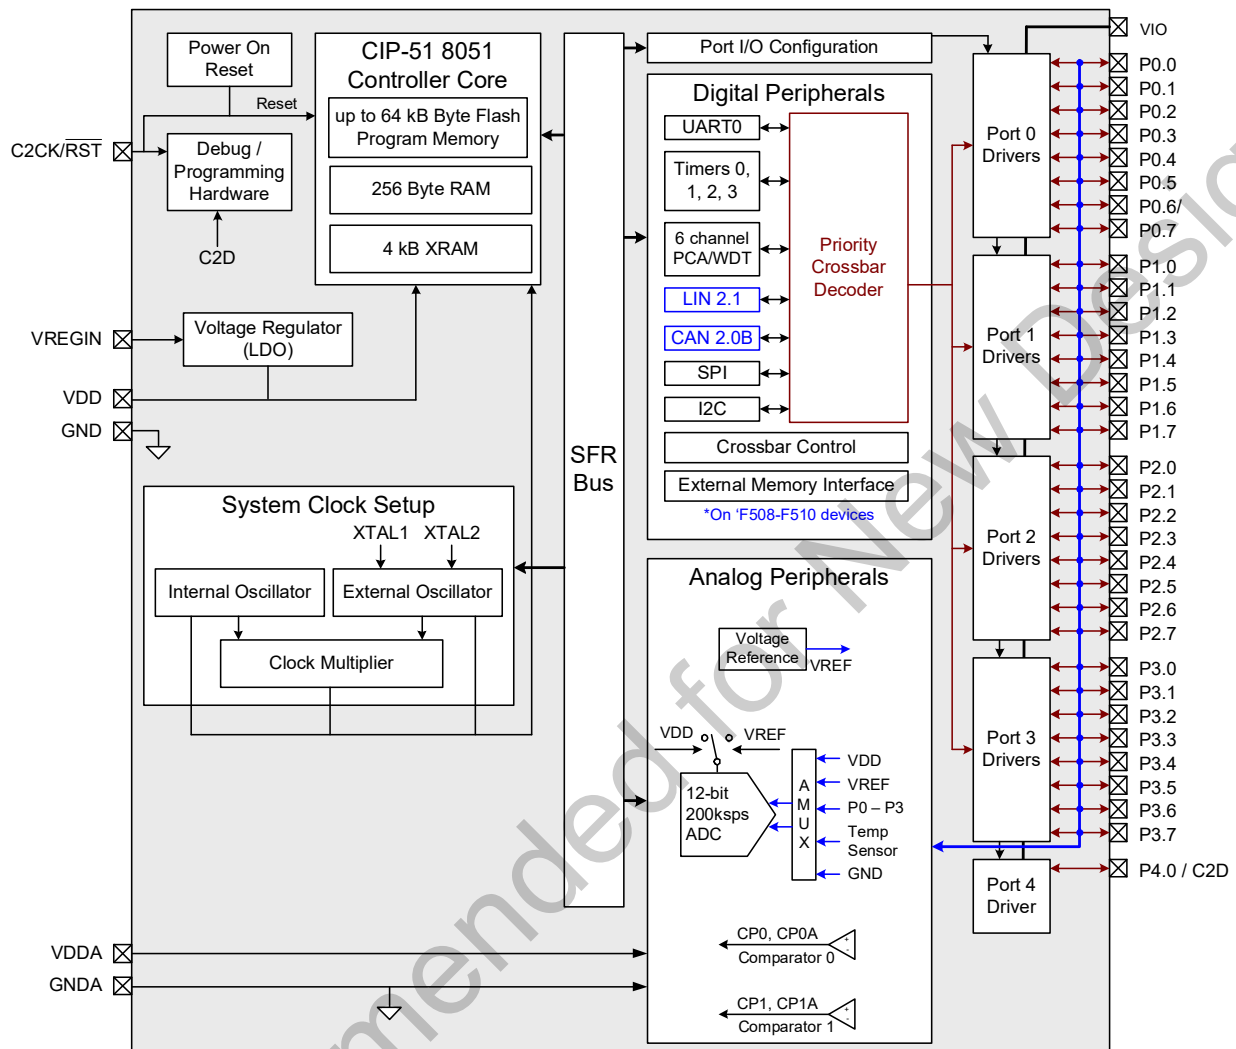 Power On
Reset
CIP-51 8051
Controller Core
up to 64 kB Byte Flash
Program Memory
256 Byte RAM
4 kB XRAM
Reset
C2CK/RST
Debug /
Programming
Hardware
C2D
VREGIN
Voltage Regulator
(LDO)
VDD
GND
System Clock Setup
XTAL1 XTAL2
Internal Oscillator
External Oscillator
Clock Multiplier
VDDA
GNDA
SFR
Bus
Port I/O Configuration
Digital Peripherals
UART0
Timers 0,
1, 2, 3
6 channel
PCA/WDT
LIN 2.1
CAN 2.0B
SPI
I2C
Priority
Crossbar
Decoder
Crossbar Control
External Memory Interface
*On ‘F508-F510 devices
Analog Peripherals
Voltage
Reference
VREF
VDD
VREF
12-bit
200ksps
ADC
A
M
U
X
VDD
VREF
P0 – P3
Temp
Sensor
GND
CP0, CP0A
Comparator 0
+
-
CP1, CP1A
Comparator 1
+
-
Port 0
Drivers
Port 1
Drivers
Port 2
Drivers
Port 3
Drivers
Port 4
Driver
VIO
P0.0
P0.1
P0.2
P0.3
P0.4
P0.5
P0.6/
P0.7
P1.0
P1.1
P1.2
P1.3
P1.4
P1.5
P1.6
P1.7
P2.0
P2.1
P2.2
P2.3
P2.4
P2.5
P2.6
P2.7
P3.0
P3.1
P3.2
P3.3
P3.4
P3.5
P3.6
P3.7
P4.0 / C2D
mended for New Desig